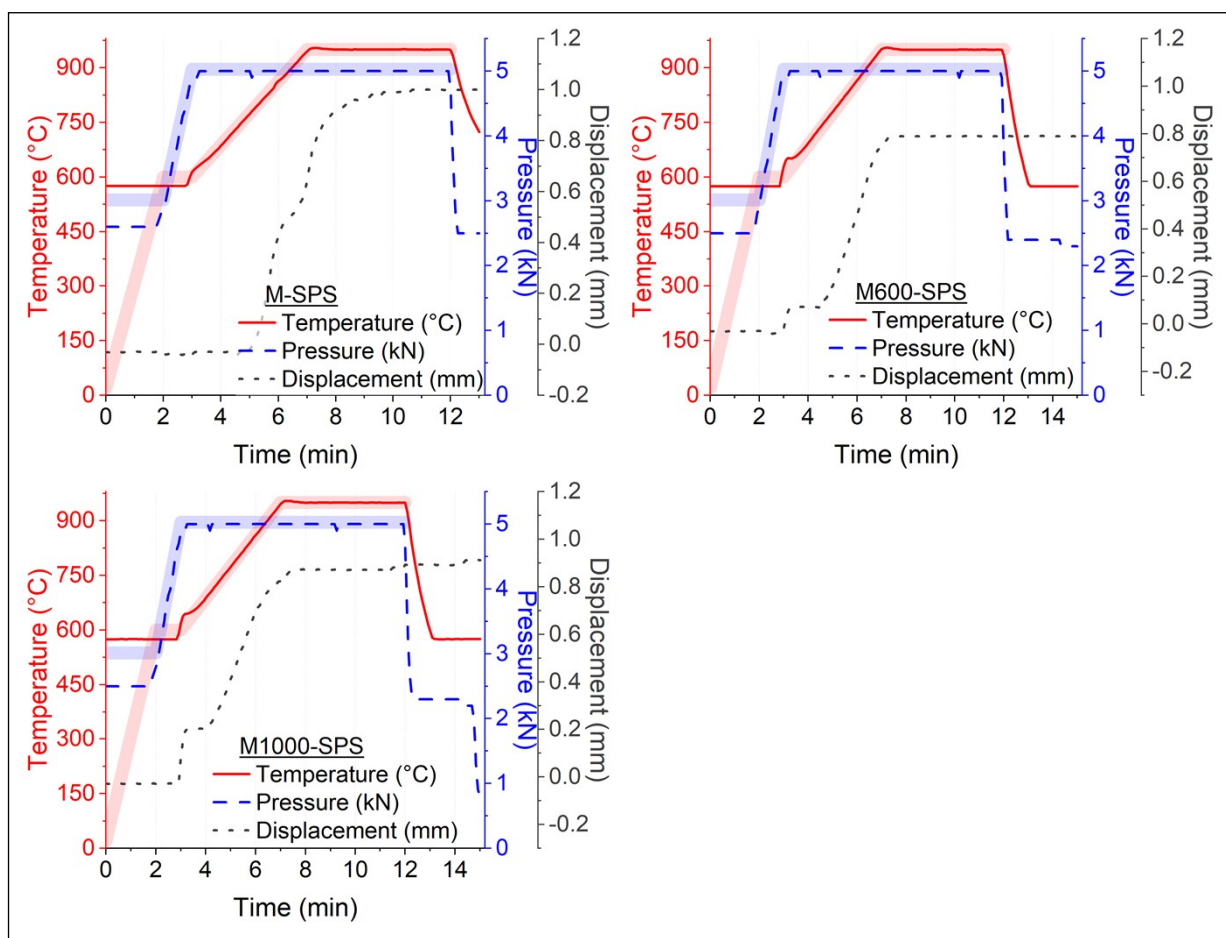 Temperature (°C)
900
750
600
450
300
150
0
M-SPS
Temperature (°C)
Pressure (kN)
Displacement (mm)
0 2 4 6 8 10 12
Time (min)
5
4
3
2
1
0
Pressure (kN)
1.2
1.0
0.8
0.6
0.4
0.2
0.0
-0.2
Displacement (mm)
Temperature (°C)
900
750
600
450
300
150
0
M600-SPS
Temperature (°C)
Pressure (kN)
Displacement (mm)
0 2 4 6 8 10 12 14
Time (min)
5
4
3
2
1
0
Pressure (kN)
1.2
1.0
0.8
0.6
0.4
0.2
0.0
-0.2
Displacement (mm)
Temperature (°C)
900
750
600
450
300
150
0
M1000-SPS
Temperature (°C)
Pressure (kN)
Displacement (mm)
0 2 4 6 8 10 12 14
Time (min)
5
4
3
2
1
0
Pressure (kN)
1.2
1.0
0.8
0.6
0.4
0.2
0.0
-0.2
Displacement (mm)